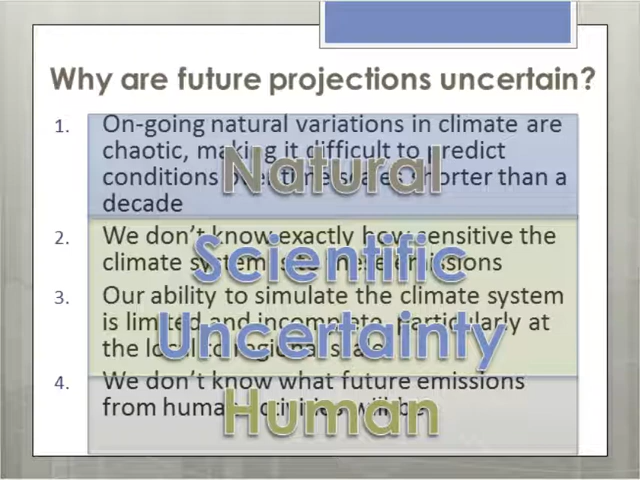 Why are future projections uncertain?
1. On-going natural variations in climate are
chaotic, making it difficult to predict
conditions over time scales shorter than a
decade
Natural
2. We don't know exactly how sensitive the
climate system is to these emissions
3. Our ability to simulate the climate system
is limited and incomplete, particularly at
the local to regional scale
Scientific
Uncertainty
4. We don't know what future emissions
from human activities will be
Human